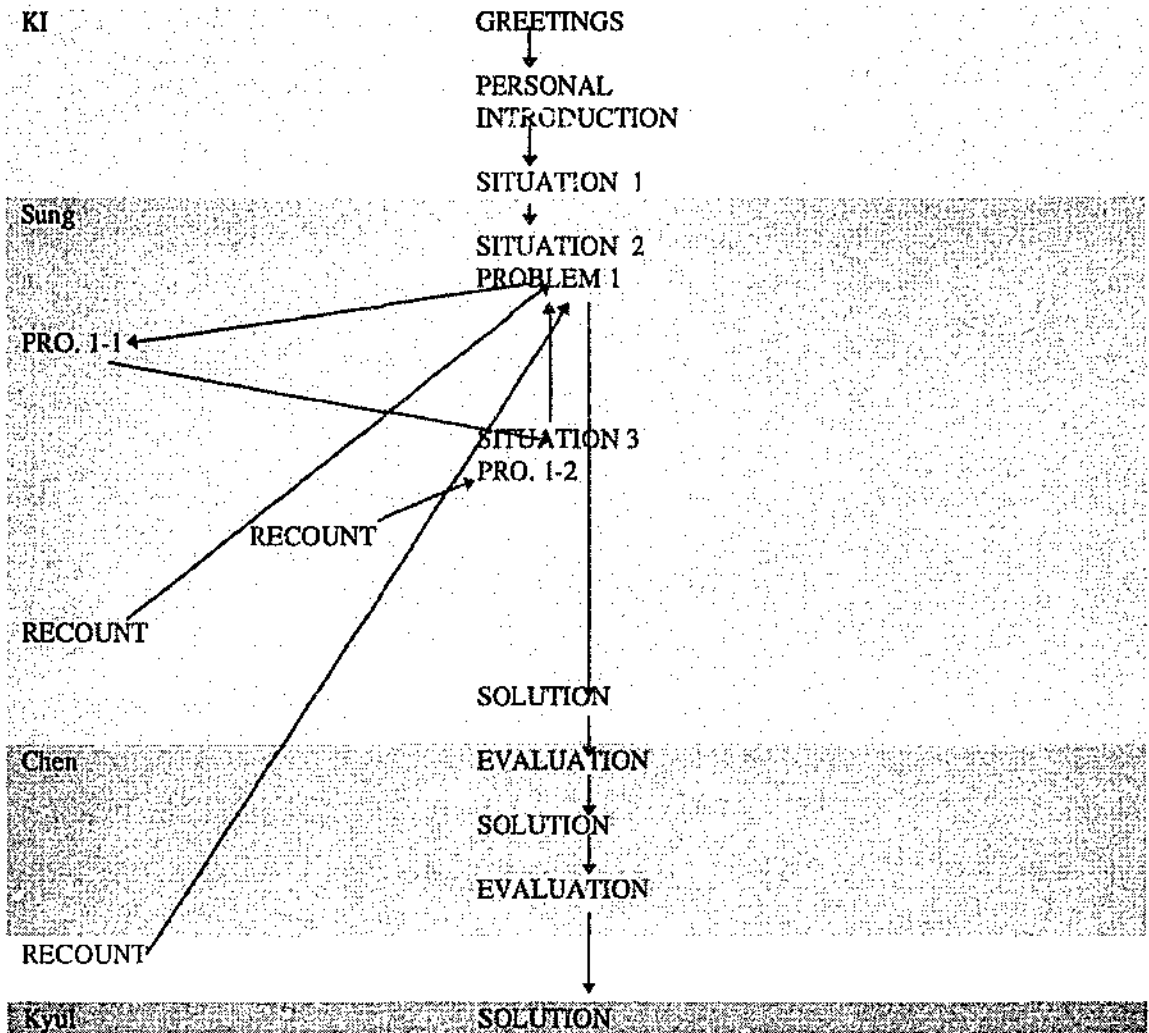 KI GREETINGS
PERSONAL
INTRODUCTION
SITUATION 1
Sung
SITUATION 2
PROBLEM 1
PRO. 1-1
SITUATION 3
PRO. 1-2
RECOUNT
RECOUNT
SOLUTION
Chen EVALUATION
SOLUTION
EVALUATION
RECOUNT
Kyul SOLUTION